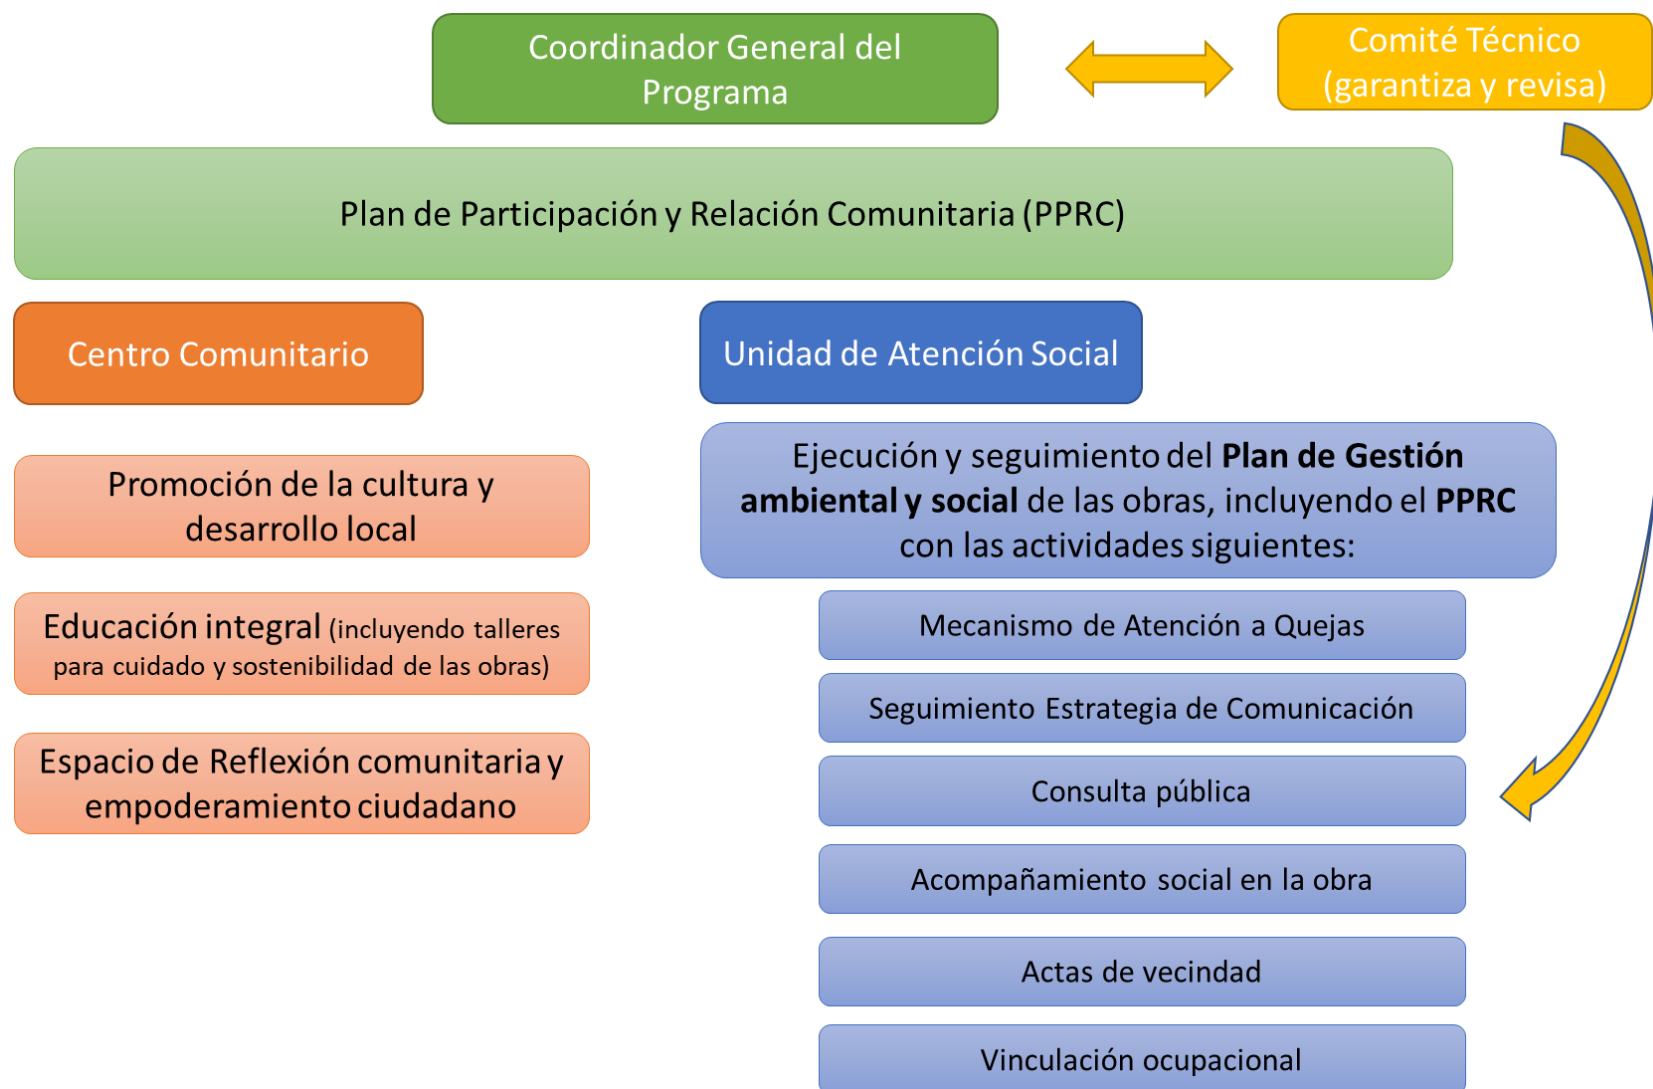 Coordinador General del
Programa
Comité Técnico
(garantiza y revisa)
Plan de Participación y Relación Comunitaria (PPRC)
Centro Comunitario
Promoción de la cultura y
desarrollo local
Educación integral (incluyendo talleres
para cuidado y sostenibilidad de las obras)
Espacio de Reflexión comunitaria y
empoderamiento ciudadano
Unidad de Atención Social
Ejecución y seguimiento del Plan de Gestión
ambiental y social de las obras, incluyendo el PPRC
con las actividades siguientes:
Mecanismo de Atención a Quejas
Seguimiento Estrategia de Comunicación
Consulta pública
Acompañamiento social en la obra
Actas de vecindad
Vinculación ocupacional